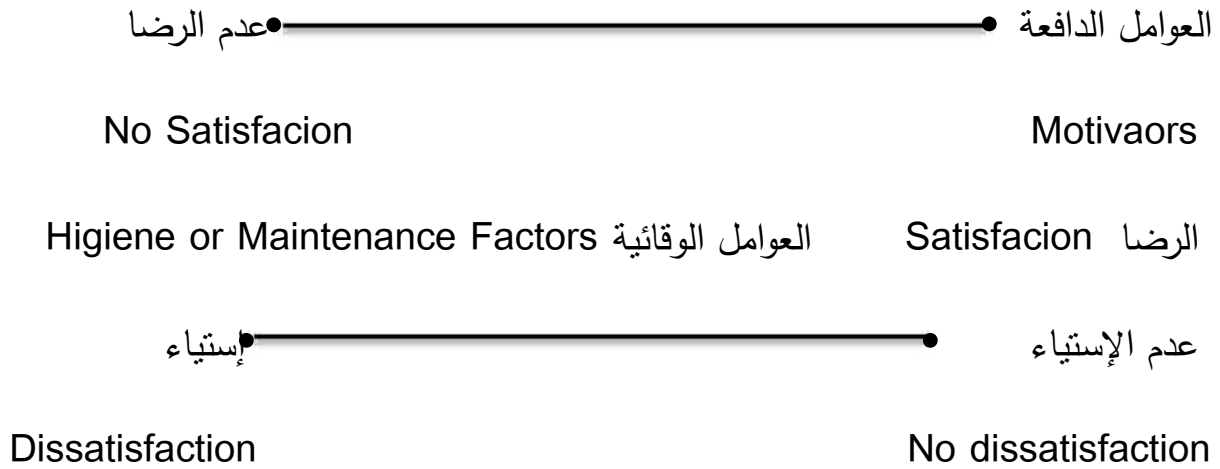 العوامل الدافعة عدم الرضا
Motivaors No Satisfacion
الرضا Satisfacion العوامل الوقائية Higiene or Maintenance Factors
عدم الإستياء إستياء
No dissatisfaction Dissatisfaction